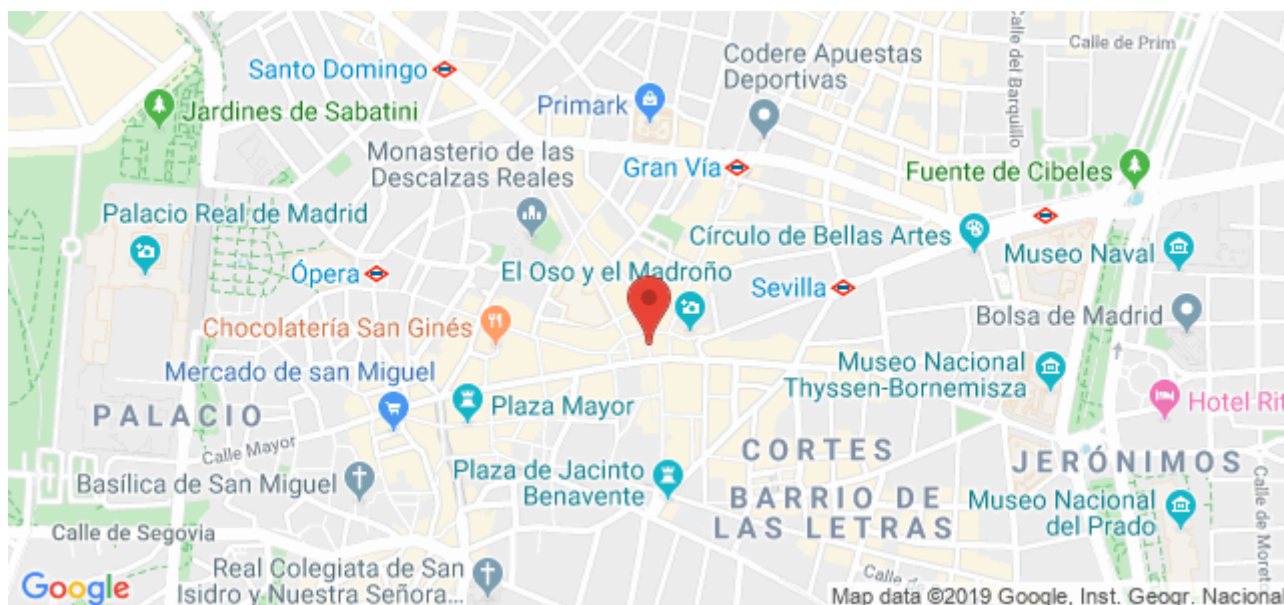 Calle de Prim
Codere Apuestas
Deportivas
Santo Domingo
Calle del Barquillo
Primark
Jardines de Sabatini
Monasterio de las
Descalzas Reales
Gran Vía
Fuente de Cibeles
Palacio Real de Madrid
Círculo de Bellas Artes
Museo Naval
Ópera
El Oso y el Madroño
Sevilla
Chocolatería San Ginés
Bolsa de Madrid
Mercado de san Miguel
Museo Nacional
Thyssen-Bornemisza
PALACIO
Plaza Mayor
Hotel Rit
Calle Mayor
CORTES
JERÓNIMOS
Basílica de San Miguel
Plaza de Jacinto
Benavente
BARRIO DE
LAS LETRAS
Museo Nacional
del Prado
Calle de Moret
Calle de Segovia
Real Colegiata de San
Isidro y Nuestra Señora...
Calle
Google
Map data ©2019 Google, Inst. Geogr. Naciona